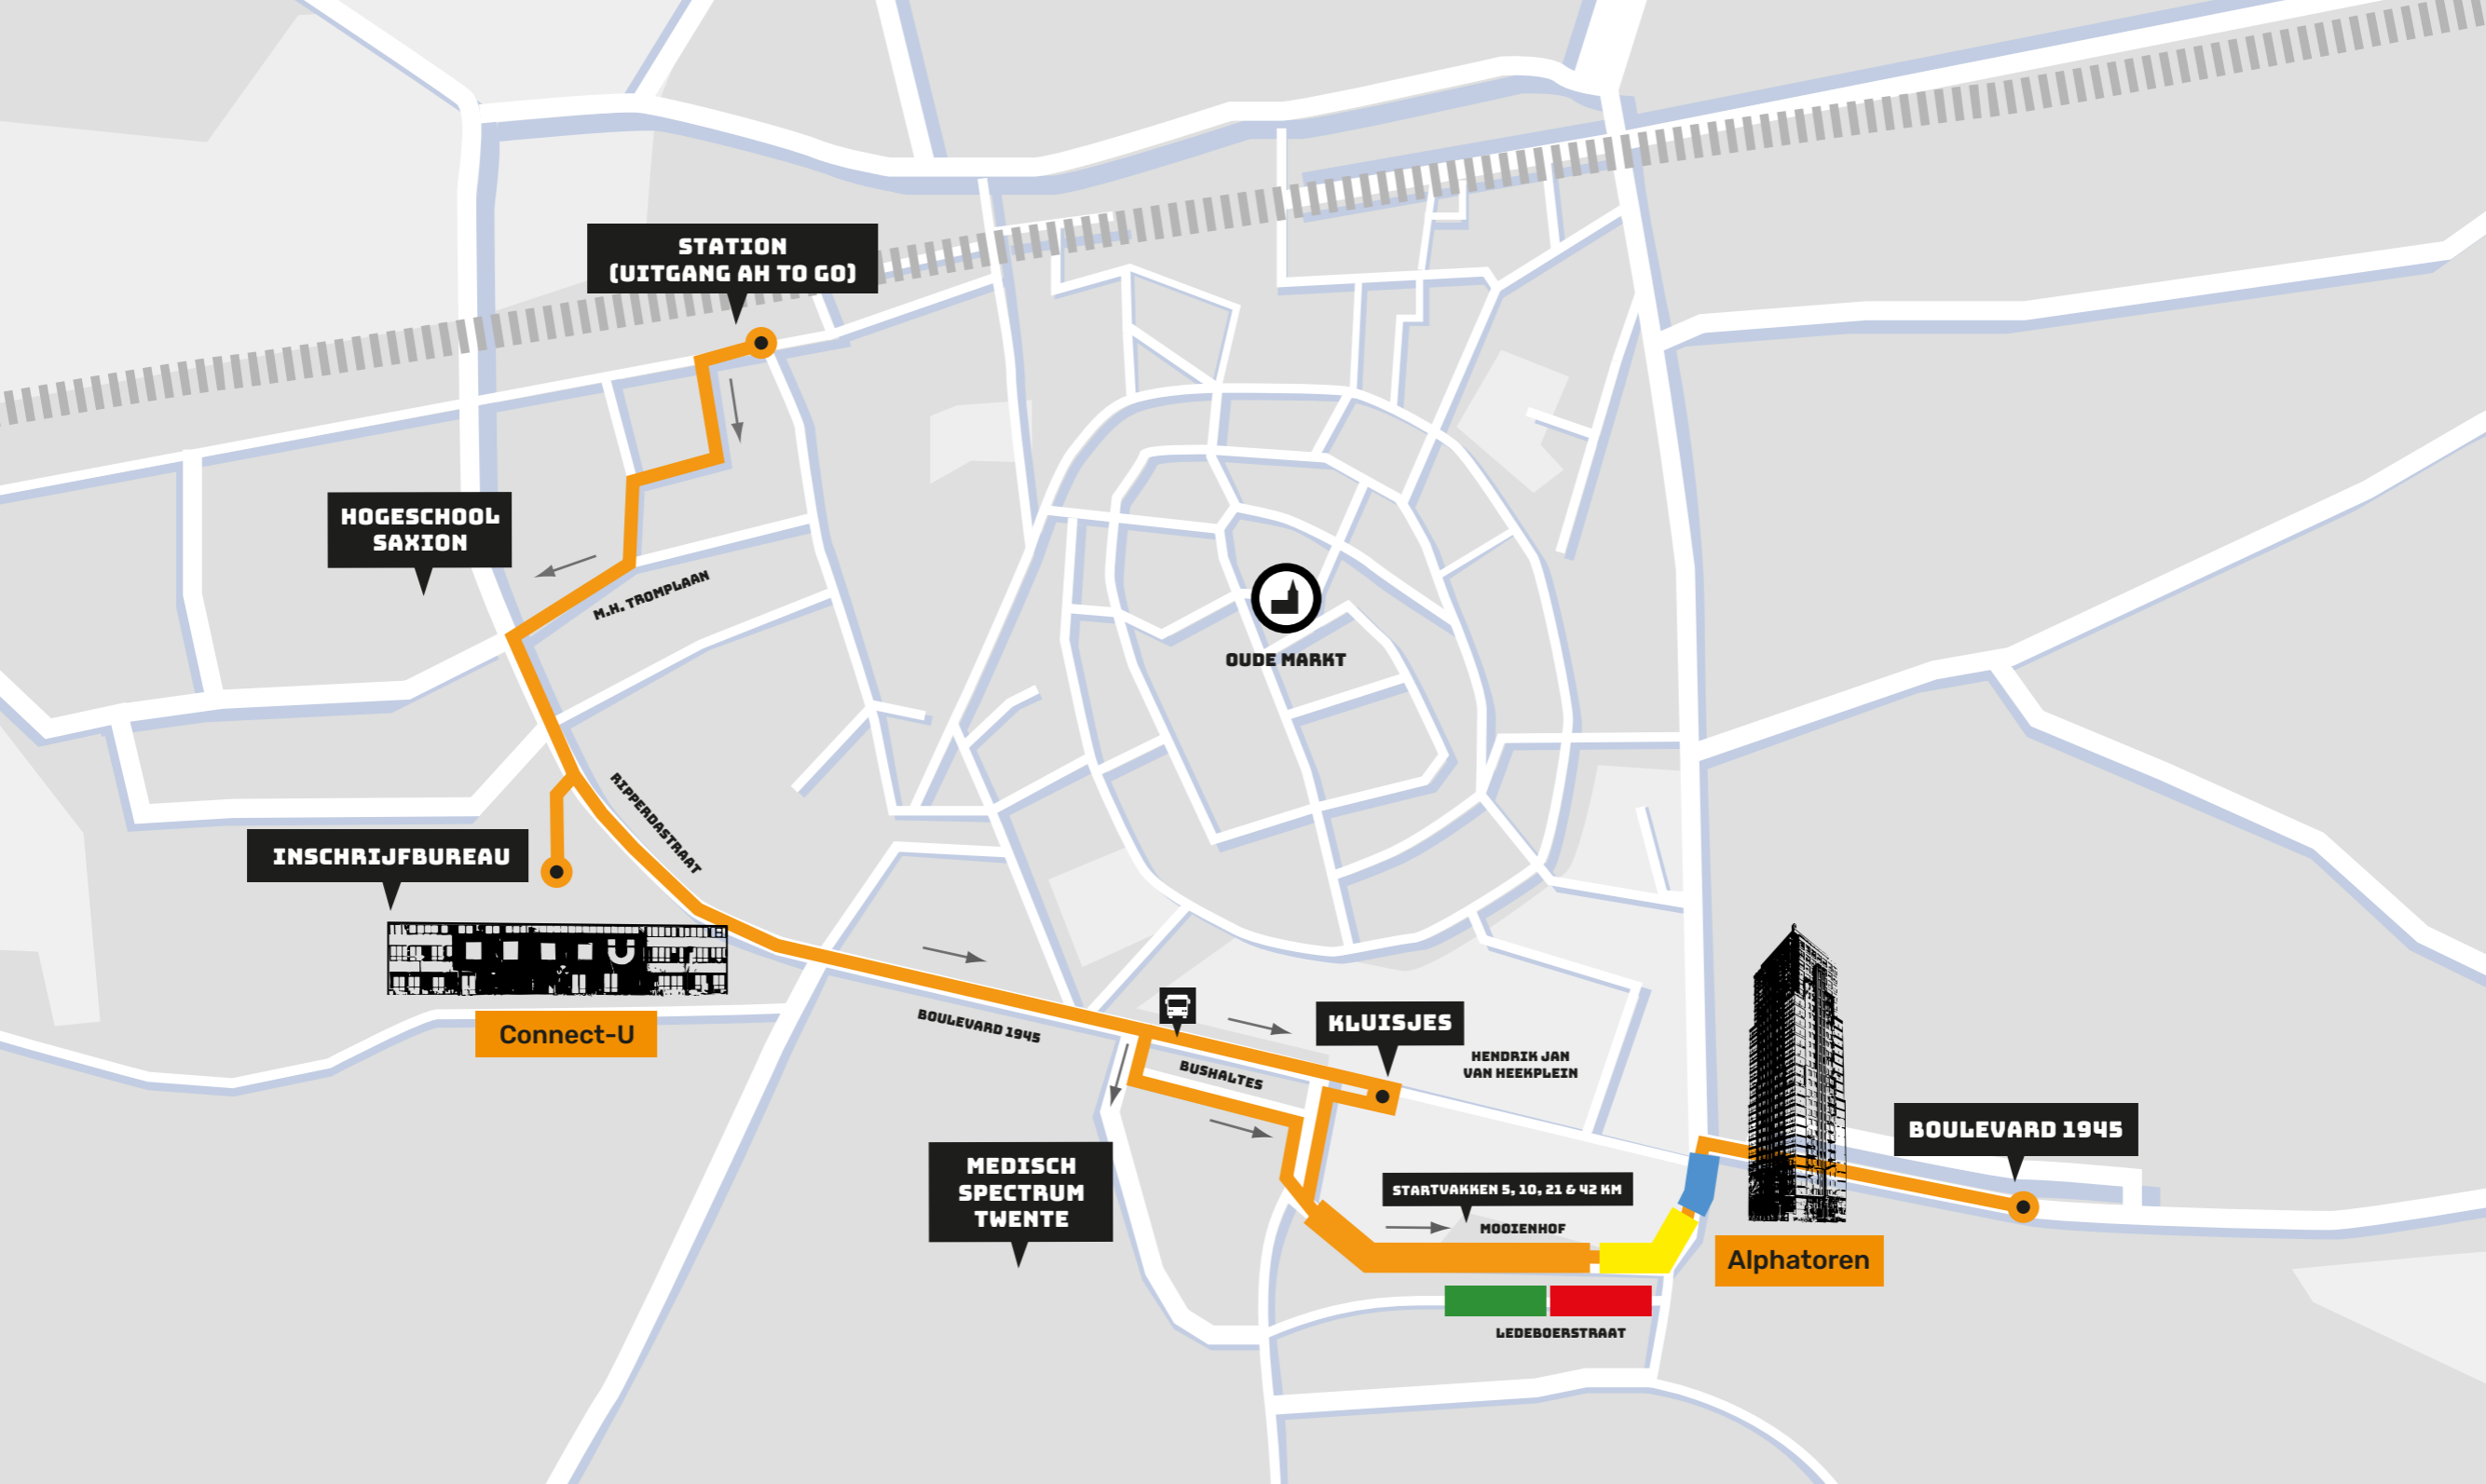 STATION
(UITGANG AH TO GO)
HOGESCHOOL
SAXION
M.H. TROMPLAAN
OUDE MARKT
RIPPERDASTRAAT
INSCHRIJFBUREAU
U
Connect-U
BOULEVARD 1945
BUSHALTES
KLUISJES
HENDRIK JAN
VAN HEEKPLEIN
BOULEVARD 1945
MEDISCH
SPECTRUM
TWENTE
STARTVAKKEN 5, 10, 21 & 42 KM
MOOIENHOF
Alphatoren
LEDEBOERSTRAAT